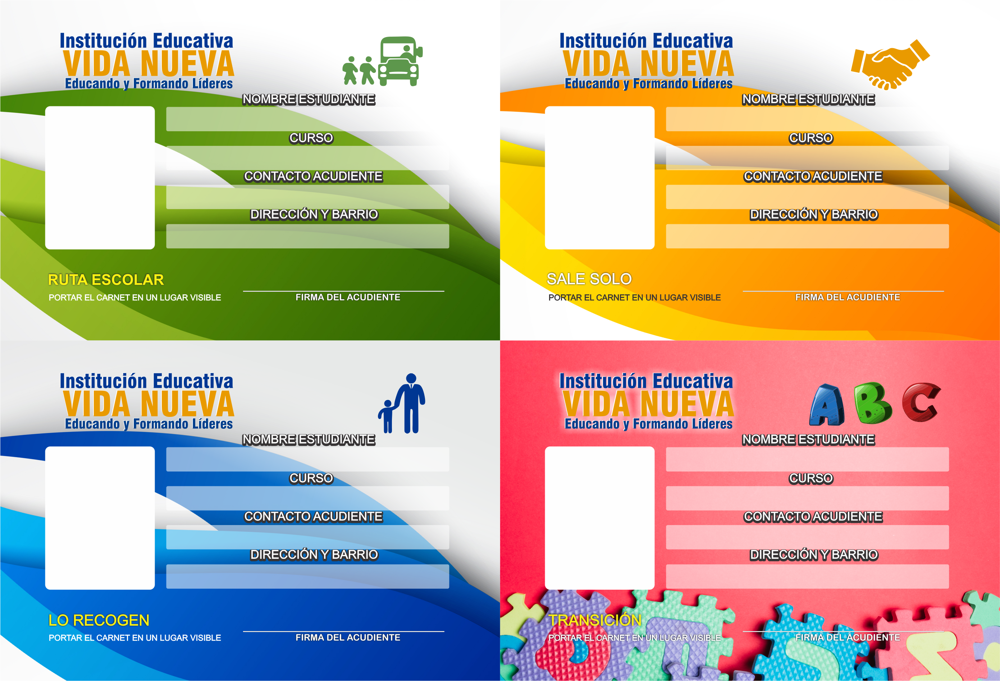 Institución Educativa
VIDA NUEVA
Educando y Formando Líderes
NOMBRE ESTUDIANTE
CURSO
CONTACTO ACUDIENTE
DIRECCIÓN Y BARRIO
RUTA ESCOLAR
PORTAR EL CARNET EN UN LUGAR VISIBLE
FIRMA DEL ACUDIENTE
Institución Educativa
VIDA NUEVA
Educando y Formando Líderes
NOMBRE ESTUDIANTE
CURSO
CONTACTO ACUDIENTE
DIRECCIÓN Y BARRIO
SALE SOLO
PORTAR EL CARNET EN UN LUGAR VISIBLE
FIRMA DEL ACUDIENTE
Institución Educativa
VIDA NUEVA
Educando y Formando Líderes
NOMBRE ESTUDIANTE
CURSO
CONTACTO ACUDIENTE
DIRECCIÓN Y BARRIO
LO RECOGEN
PORTAR EL CARNET EN UN LUGAR VISIBLE
FIRMA DEL ACUDIENTE
Institución Educativa
VIDA NUEVA
Educando y Formando Líderes
A B C
NOMBRE ESTUDIANTE
CURSO
CONTACTO ACUDIENTE
DIRECCIÓN Y BARRIO
TRANSICIÓN
PORTAR EL CARNET EN UN LUGAR VISIBLE
FIRMA DEL ACUDIENTE